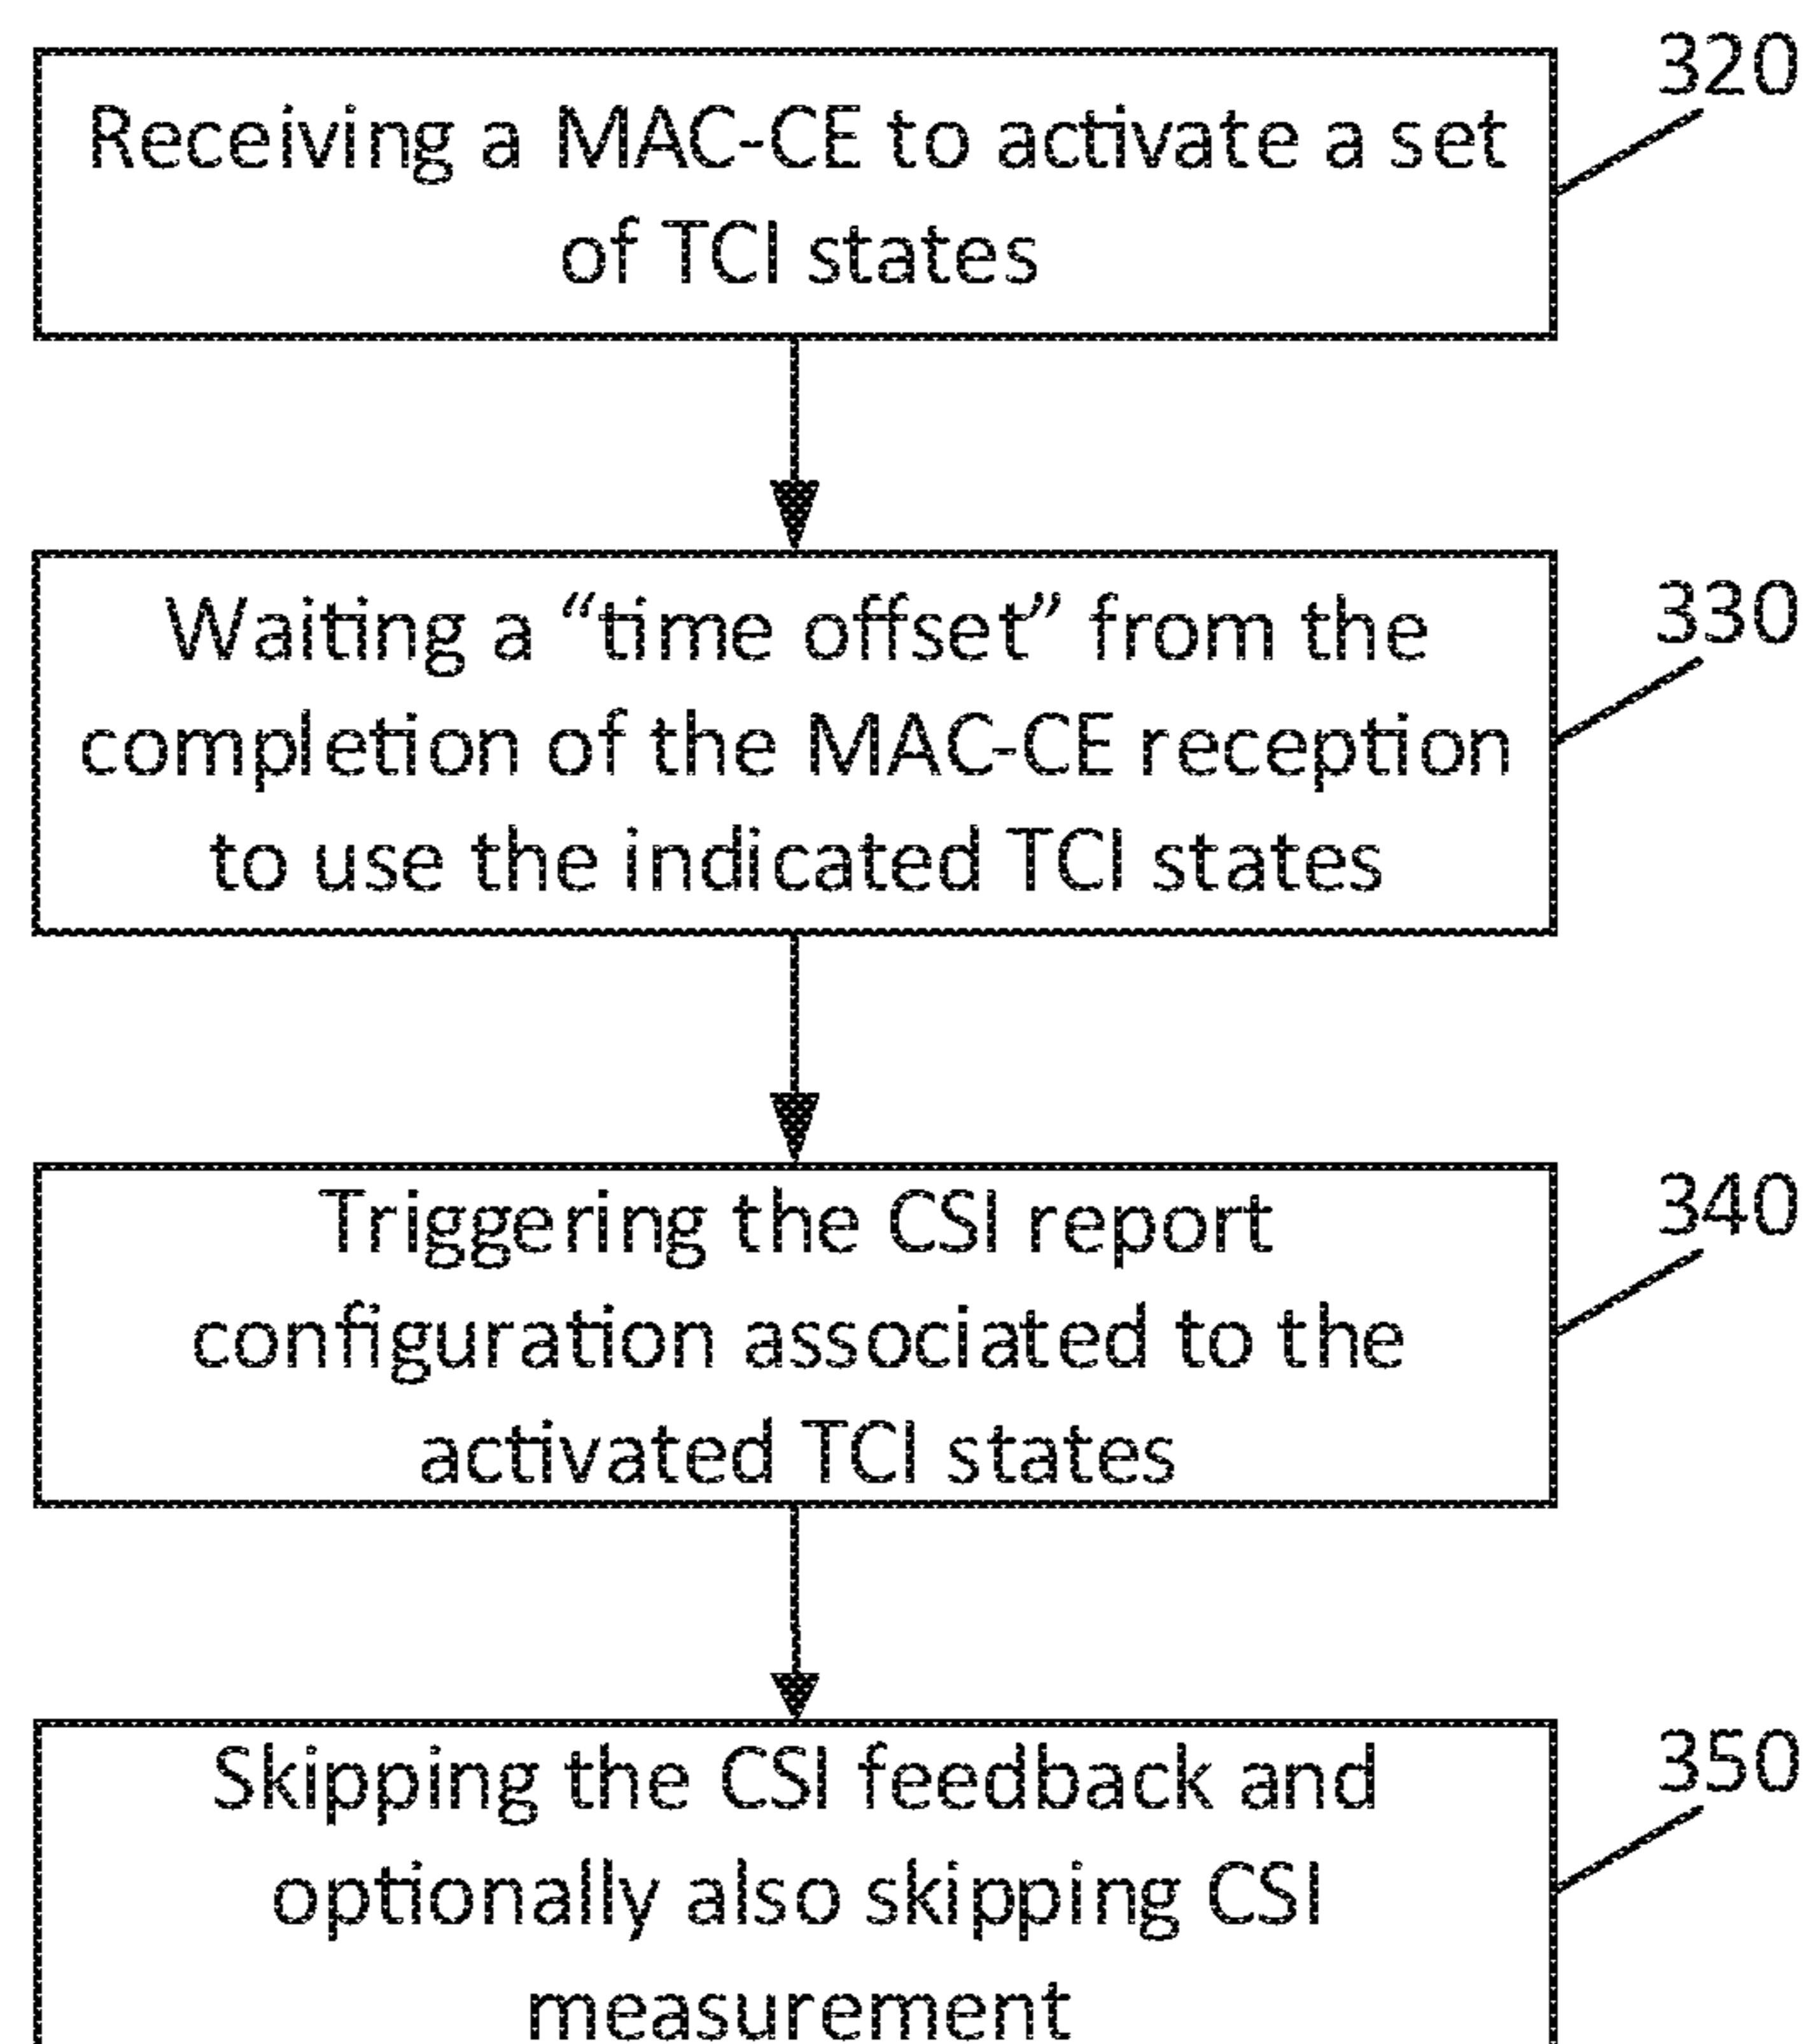 320
Receiving a MAC-CE to activate a set
of TCI states
330
Waiting a “time offset” from the
completion of the MAC-CE reception
to use the indicated TCI states
340
Triggering the CSI report
configuration associated to the
activated TCI states
350
Skipping the CSI feedback and
optionally also skipping CSI
measurement